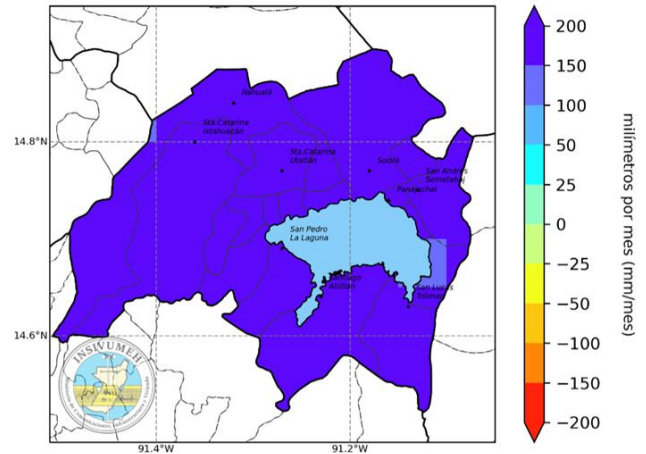 Nahualá
Sta.Catarina
Ixtahuacán
14.8°N
Sta.Catarina
Utatlán
Sololá
San Andrés
Semetabaj
Panajachel
San Pedro
La Laguna
Santiago
Atitlán
San Lucas
Tolimán
14.6°N
INSIVUMEH
91.4°W
91.2°W
200
150
100
50
25
0
−25
−50
−100
−150
−200
milímetros por mes (mm/mes)